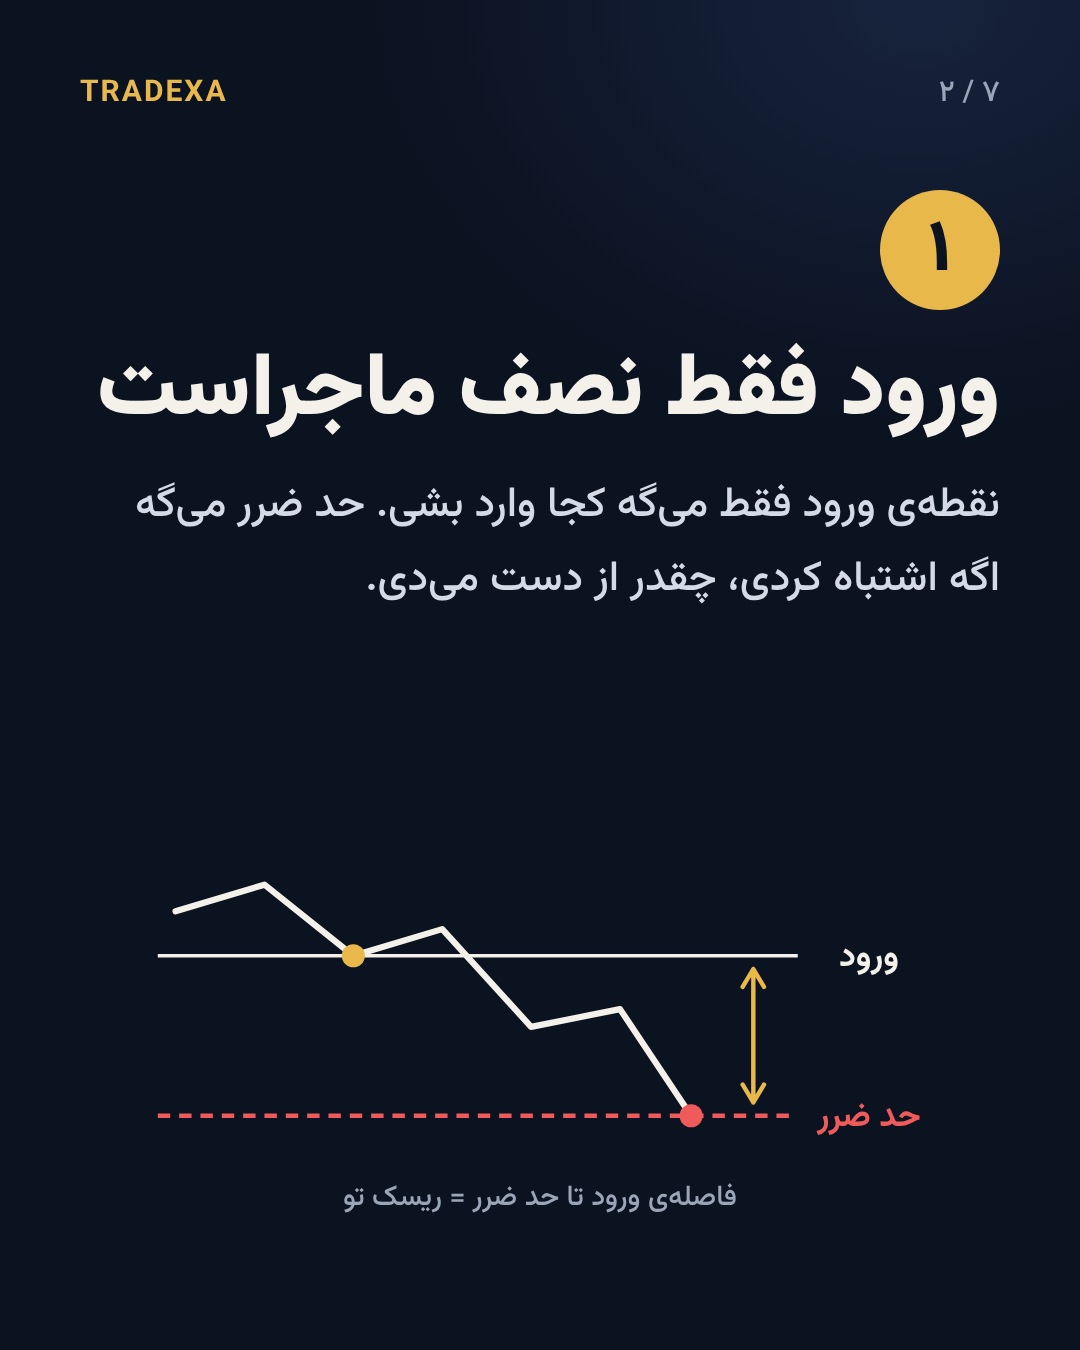 TRADEXA
۲ / ۷
۱
ورود فقط نصف ماجراست
نقطه‌ی ورود فقط می‌گه کجا وارد بشی. حد ضرر می‌گه
اگه اشتباه کردی، چقدر از دست می‌دی.
ورود
حد ضرر
فاصله‌ی ورود تا حد ضرر = ریسک تو